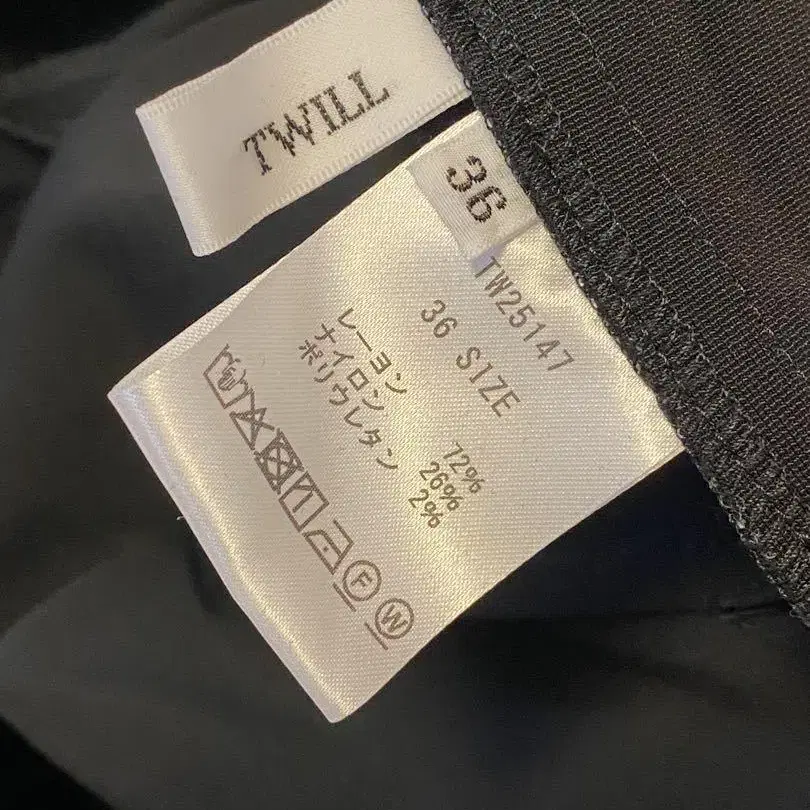 TWILL
36
TW25147
36 SIZE
レーヨン 72%
ナイロン 26%
ポリウレタン 2%
F
W